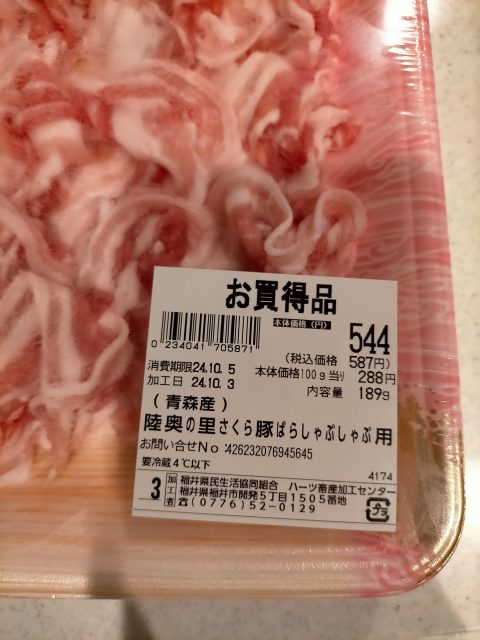 お買得品
本体価格(円)
544
0 234041 705871
(税込価格 587円)
消費期限24.10. 5 本体価格100g当り 288円
加工日 24.10. 3 内容量 189g
(青森産)
陸奥の里さくら豚ばらしゃぶしゃぶ用
お問い合せNo:426232076945645
要冷蔵4℃以下
4174
3 加工者 福井県民生活協同組合 ハーツ畜産加工センター
福井県福井市開発5丁目1505番地
☎(0776)52-0129
プラ